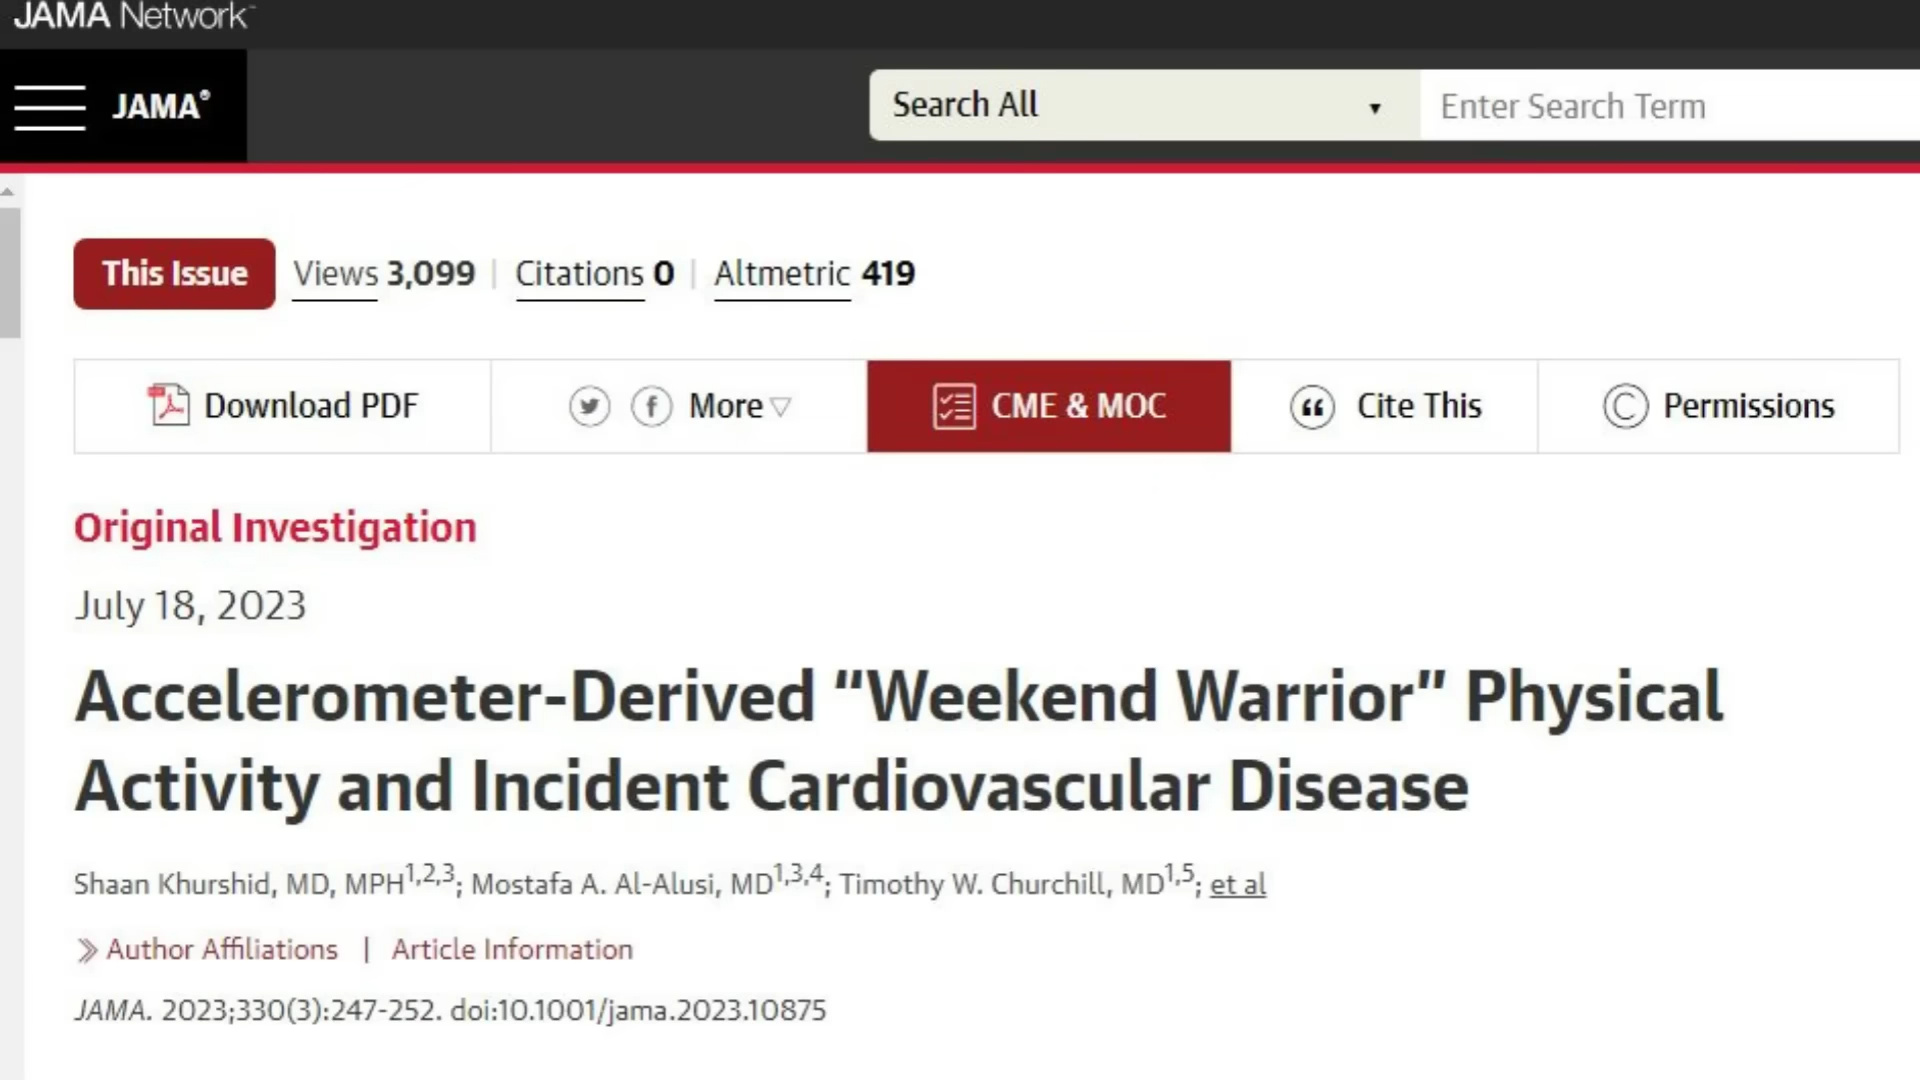 JAMA Network™
JAMA®
Search All
Enter Search Term
This Issue Views 3,099 | Citations 0 | Altmetric 419
Download PDF
More
CME & MOC
Cite This
Permissions
Original Investigation
July 18, 2023
Accelerometer-Derived “Weekend Warrior” Physical
Activity and Incident Cardiovascular Disease
Shaan Khurshid, MD, MPH1,2,3; Mostafa A. Al-Alusi, MD1,3,4; Timothy W. Churchill, MD1,5; et al
Author Affiliations | Article Information
JAMA. 2023;330(3):247-252. doi:10.1001/jama.2023.10875